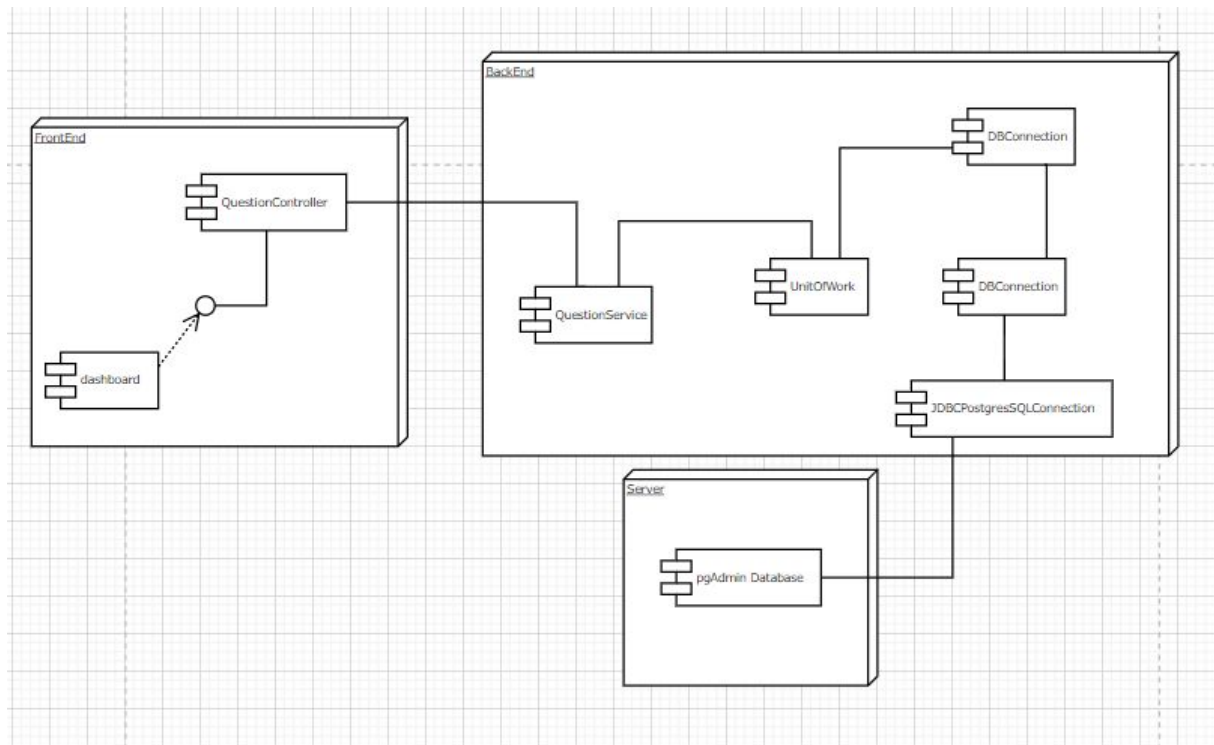 BackEnd
DBConnection
FrontEnd
QuestionController
UnitOfWork
DBConnection
QuestionService
dashboard
JDBCPostgresSQLConnection
Server
pgAdmin Database